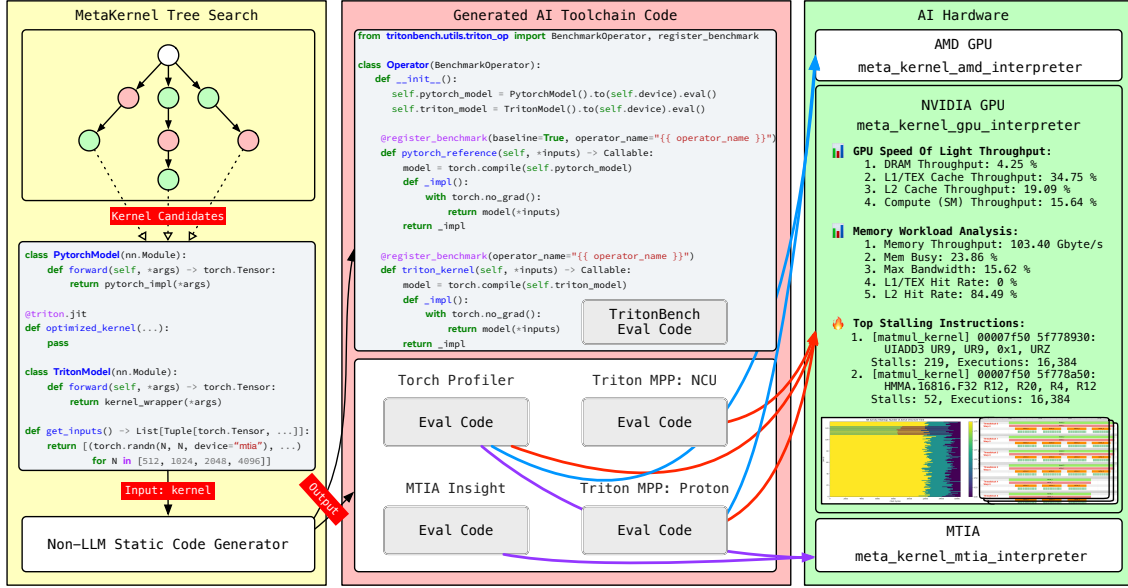 MetaKernel Tree Search
Kernel Candidates
class PytorchModel(nn.Module):
def forward(self, *args) -> torch.Tensor:
return pytorch_impl(*args)
@triton.jit
def optimized_kernel(...):
pass
class TritonModel(nn.Module):
def forward(self, *args) -> torch.Tensor:
return kernel_wrapper(*args)
def get_inputs() -> List[Tuple[torch.Tensor, ...]]:
return [(torch.randn(N, N, device="mtia"), ...)
for N in [512, 1024, 2048, 4096]]
Input: kernel
Non-LLM Static Code Generator
Output
Generated AI Toolchain Code
from tritonbench.utils.triton_op import BenchmarkOperator, register_benchmark
class Operator(BenchmarkOperator):
def __init__():
self.pytorch_model = PytorchModel().to(self.device).eval()
self.triton_model = TritonModel().to(self.device).eval()
@register_benchmark(baseline=True, operator_name="{{ operator_name }}")
def pytorch_reference(self, *inputs) -> Callable:
model = torch.compile(self.pytorch_model)
def _impl():
with torch.no_grad():
return model(*inputs)
return _impl
@register_benchmark(operator_name="{{ operator_name }}")
def triton_kernel(self, *inputs) -> Callable:
model = torch.compile(self.triton_model)
def _impl():
with torch.no_grad():
return model(*inputs)
return _impl
TritonBench
Eval Code
Torch Profiler
Eval Code
Triton MPP: NCU
Eval Code
MTIA Insight
Eval Code
Triton MPP: Proton
Eval Code
AI Hardware
AMD GPU
meta_kernel_amd_interpreter
NVIDIA GPU
meta_kernel_gpu_interpreter
GPU Speed Of Light Throughput:
1. DRAM Throughput: 4.25 %
2. L1/TEX Cache Throughput: 34.75 %
3. L2 Cache Throughput: 19.09 %
4. Compute (SM) Throughput: 15.64 %
Memory Workload Analysis:
1. Memory Throughput: 103.40 Gbyte/s
2. Mem Busy: 23.86 %
3. Max Bandwidth: 15.62 %
4. L1/TEX Hit Rate: 0 %
5. L2 Hit Rate: 84.49 %
Top Stalling Instructions:
1. [matmul_kernel] 00007f50 5f778930:
UIADD3 UR9, UR9, 0x1, URZ
Stalls: 219, Executions: 16,384
2. [matmul_kernel] 00007f50 5f778a50:
HMMA.16816.F32 R12, R20, R4, R12
Stalls: 52, Executions: 16,384
MTIA
meta_kernel_mtia_interpreter